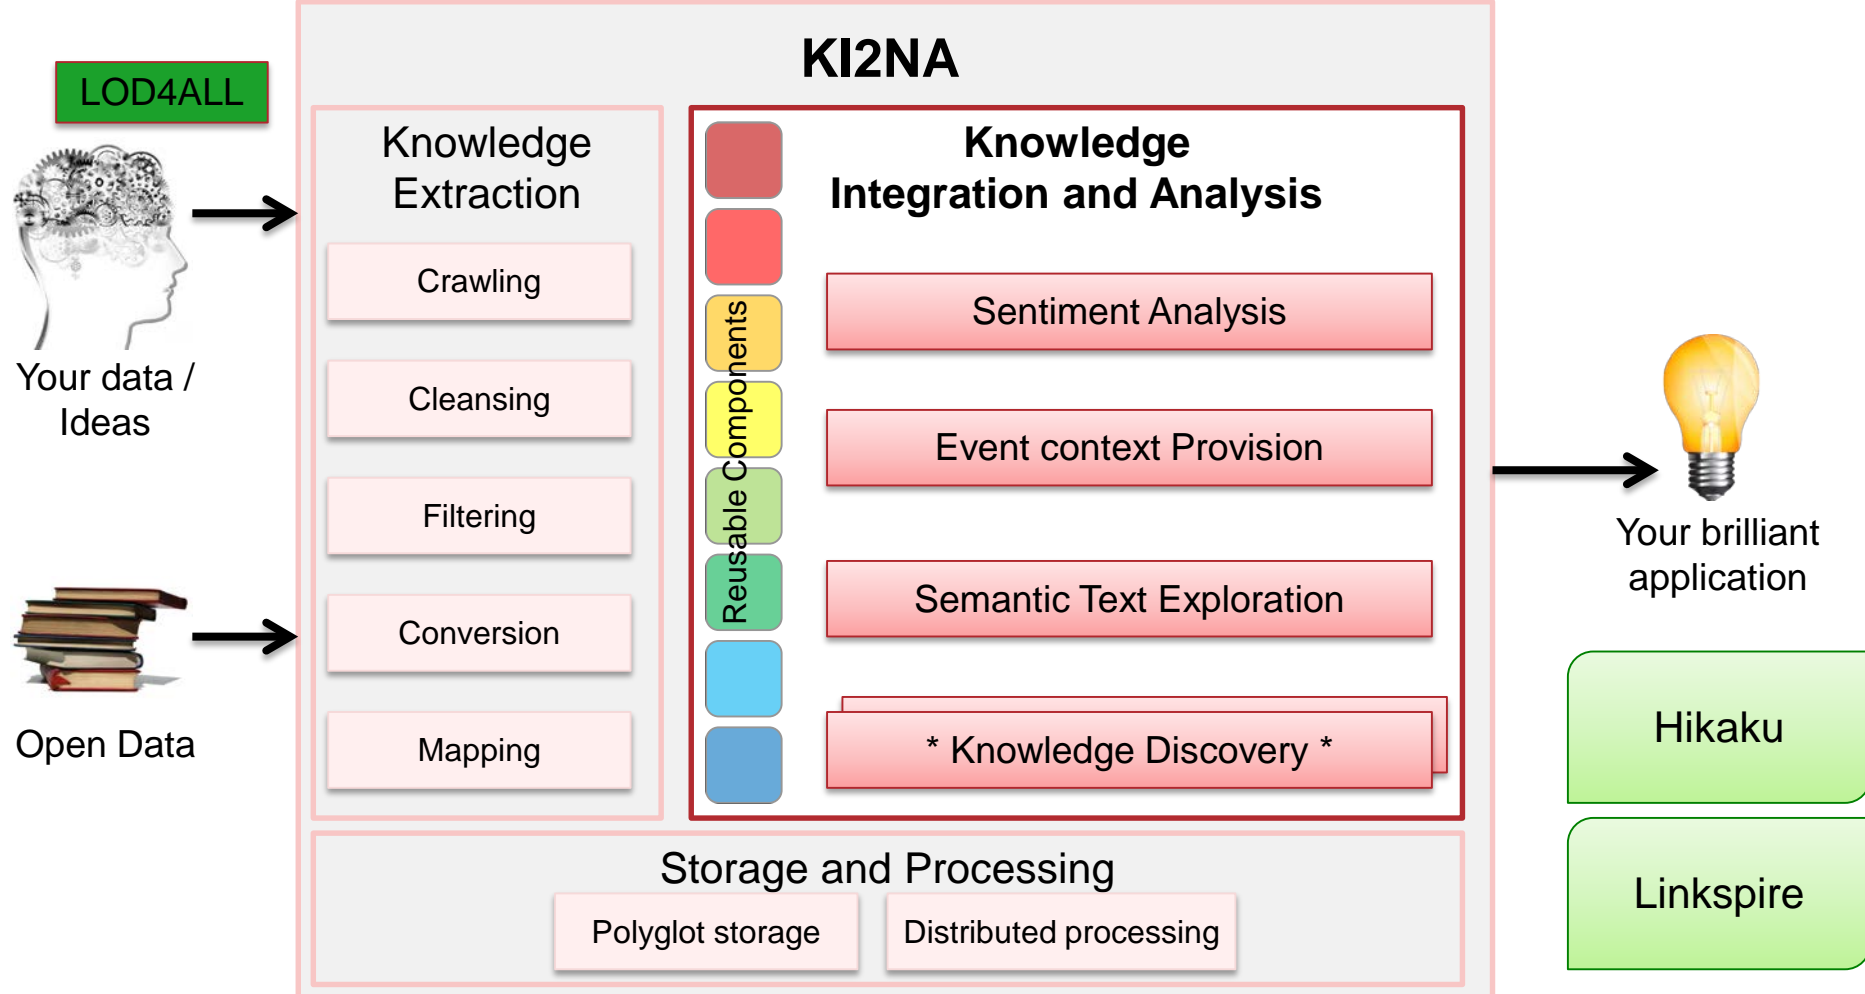 KI2NA
LOD4ALL
Your data /
Ideas
Open Data
Knowledge
Extraction
Crawling
Cleansing
Filtering
Conversion
Mapping
Reusable Components
Knowledge
Integration and Analysis
Sentiment Analysis
Event context Provision
Semantic Text Exploration
* Knowledge Discovery *
Storage and Processing
Polyglot storage
Distributed processing
Your brilliant
application
Hikaku
Linkspire